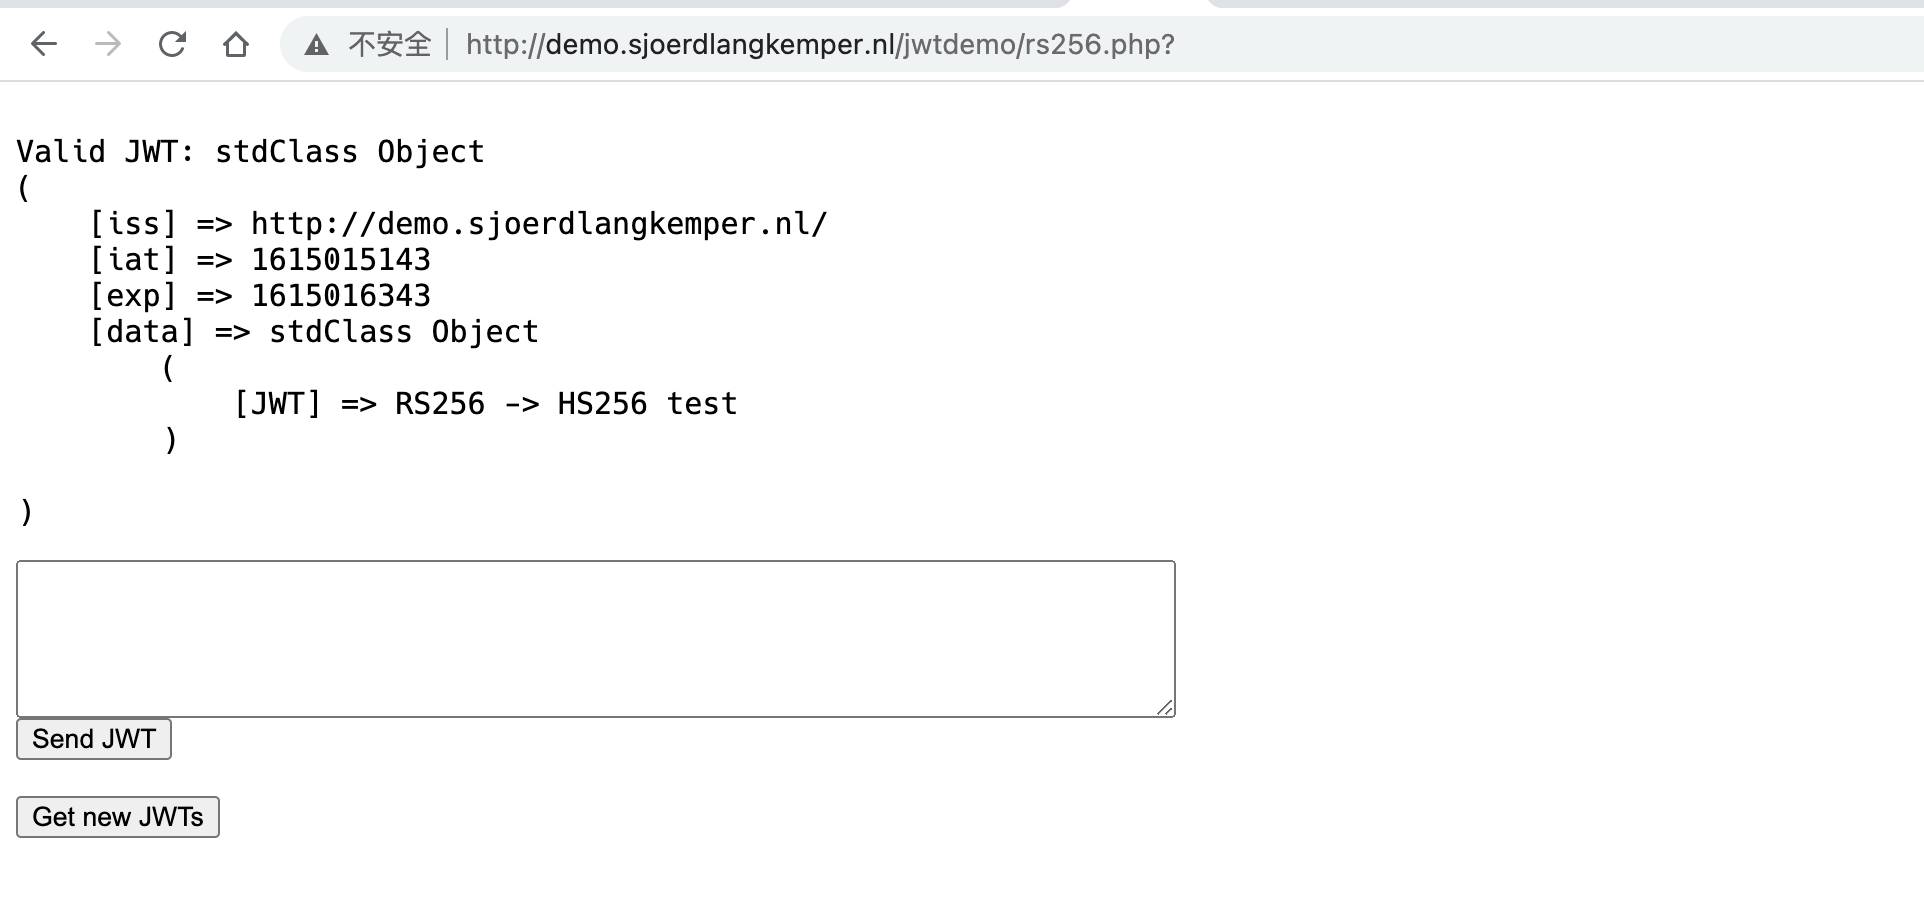 不安全 http://demo.sjoerdlangkemper.nl/jwtdemo/rs256.php?
Valid JWT: stdClass Object
(
    [iss] => http://demo.sjoerdlangkemper.nl/
    [iat] => 1615015143
    [exp] => 1615016343
    [data] => stdClass Object
        (
            [JWT] => RS256 -> HS256 test
        )
)
Send JWT
Get new JWTs